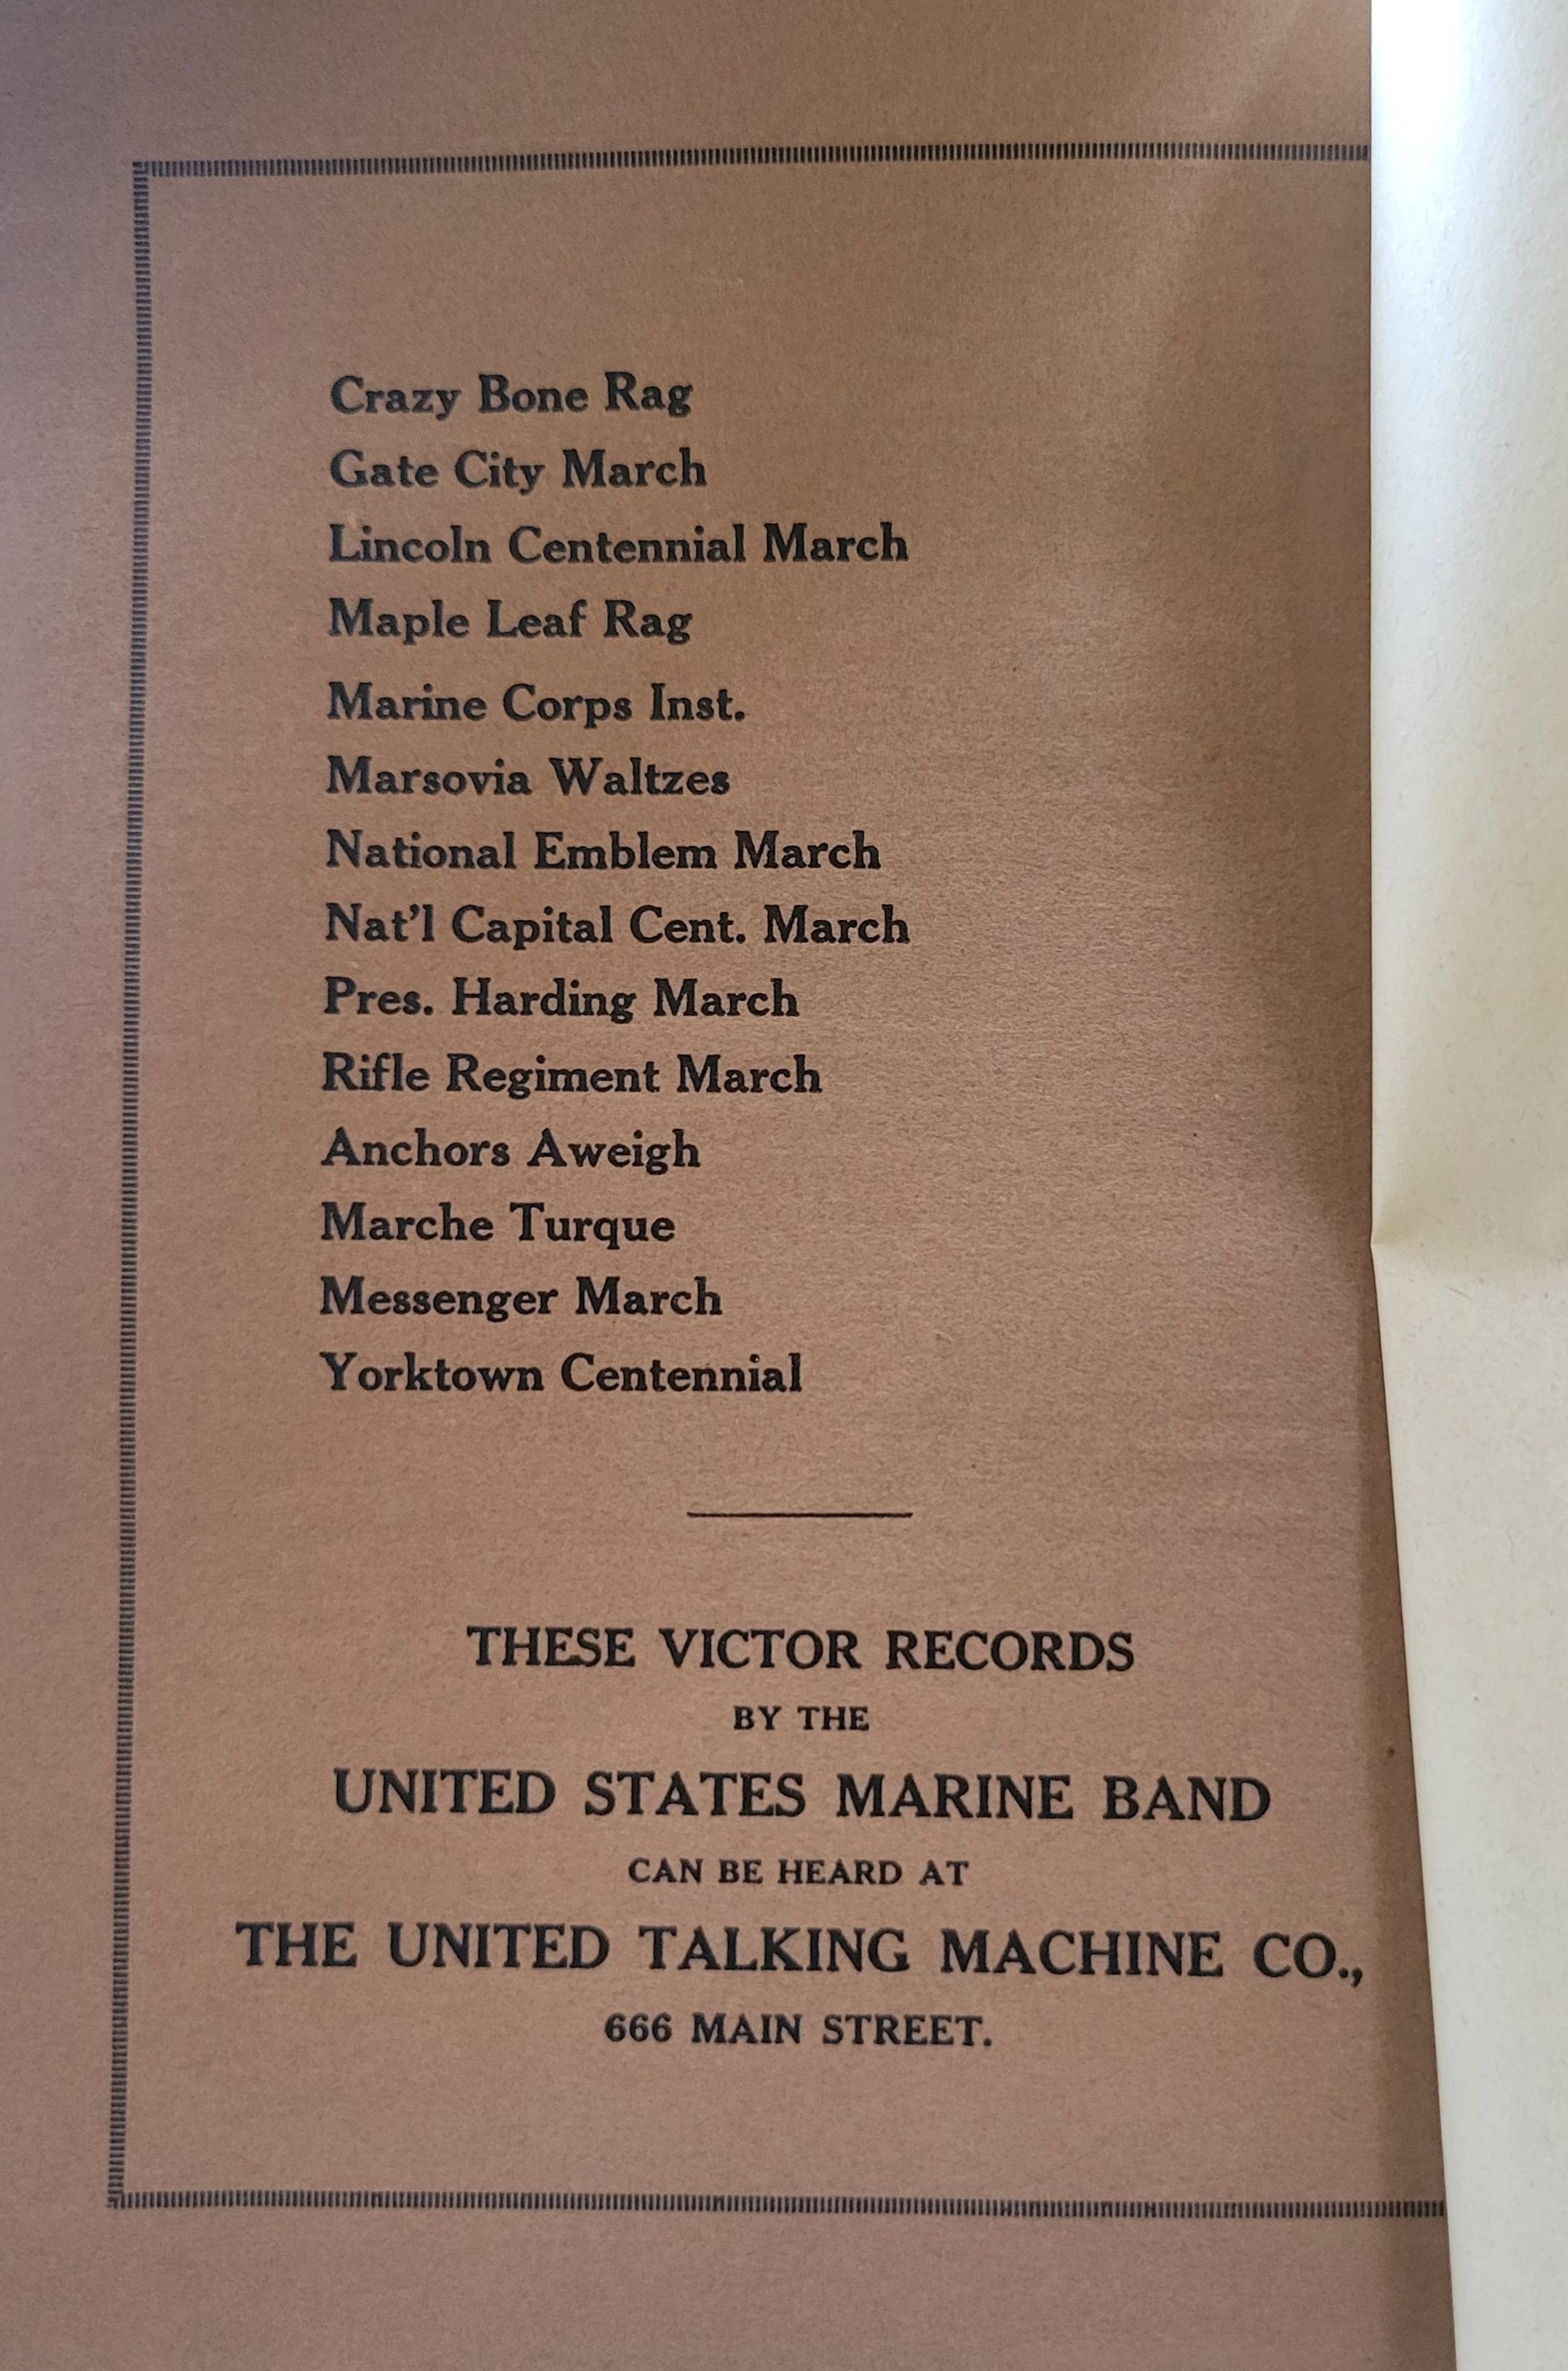 Crazy Bone Rag
Gate City March
Lincoln Centennial March
Maple Leaf Rag
Marine Corps Inst.
Marsovia Waltzes
National Emblem March
Nat'l Capital Cent. March
Pres. Harding March
Rifle Regiment March
Anchors Aweigh
Marche Turque
Messenger March
Yorktown Centennial
THESE VICTOR RECORDS
BY THE
UNITED STATES MARINE BAND
CAN BE HEARD AT
THE UNITED TALKING MACHINE CO.,
666 MAIN STREET.